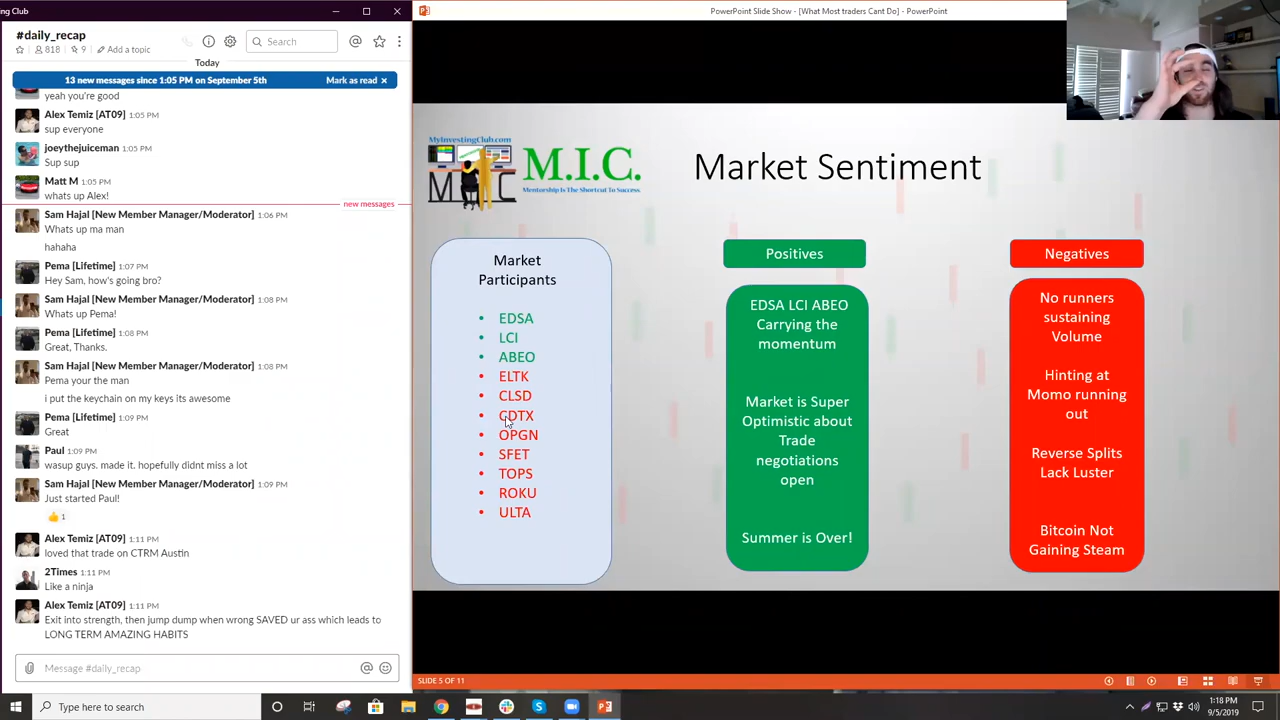 ing Club
#daily_recap
818
9
Add a topic
Search
Today
13 new messages since 1:05 PM on September 5th
Mark as read ×
yeah you're good
Alex Temiz [AT09] 1:05 PM
sup everyone
joeythejuiceman 1:05 PM
Sup sup
Matt M 1:05 PM
whats up Alex!
new messages
Sam Hajal [New Member Manager/Moderator] 1:06 PM
Whats up ma man
hahaha
Pema [Lifetime] 1:07 PM
Hey Sam, how's going bro?
Sam Hajal [New Member Manager/Moderator] 1:08 PM
Whats up Pema!
Pema [Lifetime] 1:08 PM
Great, Thanks.
Sam Hajal [New Member Manager/Moderator] 1:08 PM
Pema your the man
i put the keychain on my keys its awesome
Pema [Lifetime] 1:09 PM
Great
Paul 1:09 PM
wasup guys. made it. hopefully didnt miss a lot
Sam Hajal [New Member Manager/Moderator] 1:09 PM
Just started Paul!
1
Alex Temiz [AT09] 1:11 PM
loved that trade on CTRM Austin
2Times 1:11 PM
Like a ninja
Alex Temiz [AT09] 1:11 PM
Exit into strength, then jump dump when wrong SAVED ur ass which leads to
LONG TERM AMAZING HABITS
Message #daily_recap
PowerPoint Slide Show - [What Most traders Cant Do] - PowerPoint
MyInvestingClub.com
MIC
M.I.C.
Mentorship Is The Shortcut To Success
Market Sentiment
Market
Participants
• EDSA
• LCI
• ABEO
• ELTK
• CLSD
• CDTX
• OPGN
• SFET
• TOPS
• ROKU
• ULTA
Positives
EDSA LCI ABEO
Carrying the
momentum
Market is Super
Optimistic about
Trade
negotiations
open
Summer is Over!
Negatives
No runners
sustaining
Volume
Hinting at
Momo running
out
Reverse Splits
Lack Luster
Bitcoin Not
Gaining Steam
SLIDE 5 OF 11
Type here to search
1:18 PM
9/5/2019